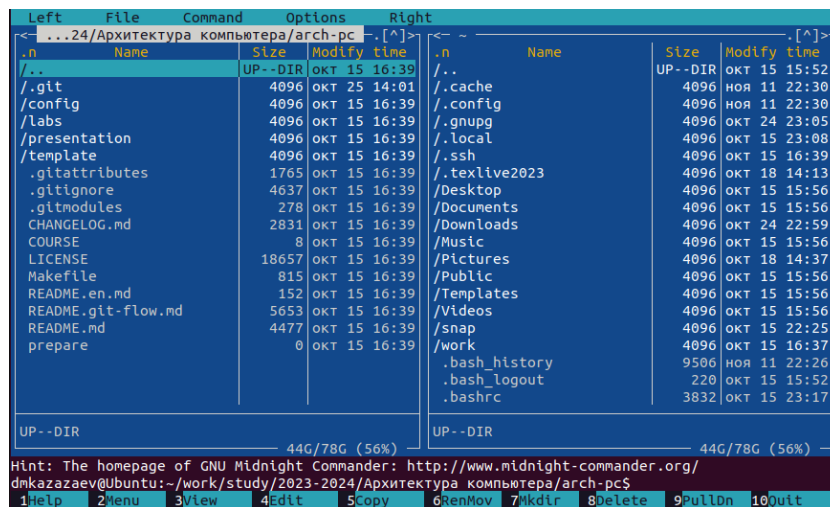 Left File Command Options Right
<— ...24/Архитектура компьютера/arch-pc —.[^]>
.n Name Size Modify time
/.. UP--DIR окт 15 16:39
/.git 4096 окт 25 14:01
/config 4096 окт 15 16:39
/labs 4096 окт 15 16:39
/presentation 4096 окт 15 16:39
/template 4096 окт 15 16:39
.gitattributes 1765 окт 15 16:39
.gitignore 4637 окт 15 16:39
.gitmodules 278 окт 15 16:39
CHANGELOG.md 2831 окт 15 16:39
COURSE 8 окт 15 16:39
LICENSE 18657 окт 15 16:39
Makefile 815 окт 15 16:39
README.en.md 152 окт 15 16:39
README.git-flow.md 5653 окт 15 16:39
README.md 4477 окт 15 16:39
prepare 0 окт 15 16:39
UP--DIR
44G/78G (56%)
<— ~ —.[^]>
.n Name Size Modify time
/.. UP--DIR окт 15 15:52
/.cache 4096 ноя 11 22:30
/.config 4096 ноя 11 22:30
/.gnupg 4096 окт 24 23:05
/.local 4096 окт 15 23:08
/.ssh 4096 окт 15 16:39
/.texlive2023 4096 окт 18 14:13
/Desktop 4096 окт 15 15:56
/Documents 4096 окт 15 15:56
/Downloads 4096 окт 24 22:59
/Music 4096 окт 15 15:56
/Pictures 4096 окт 18 14:37
/Public 4096 окт 15 15:56
/Templates 4096 окт 15 15:56
/Videos 4096 окт 15 15:56
/snap 4096 окт 15 22:25
/work 4096 окт 15 16:37
.bash_history 9506 ноя 11 22:26
.bash_logout 220 окт 15 15:52
.bashrc 3832 окт 15 23:17
UP--DIR
44G/78G (56%)
Hint: The homepage of GNU Midnight Commander: http://www.midnight-commander.org/
dmkazazaev@Ubuntu:~/work/study/2023-2024/Архитектура компьютера/arch-pc$
1Help 2Menu 3View 4Edit 5Copy 6RenMov 7Mkdir 8Delete 9PullDn 10Quit